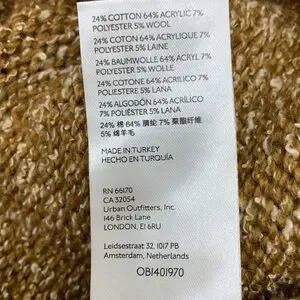 24% COTTON 64% ACRYLIC 7%
POLYESTER 5% WOOL
24% COTON 64% ACRYLIQUE 7%
POLYESTER 5% LAINE
24% BAUMWOLLE 64% ACRYL 7%
POLYESTER 5% WOLLE
24% COTONE 64% ACRILICO 7%
POLIESTERE 5% LANA
24% ALGODÓN 64% ACRÍLICO
7% POLIÉSTER 5% LANA
24% 棉 64% 腈纶 7% 聚酯纤维
5% 绵羊毛
MADE IN TURKEY
HECHO EN TURQUÍA
RN 66170
CA 32054
Urban Outfitters, Inc.
146 Brick Lane
LONDON, E1 6RU
Leidsestraat 32, 1017 PB
Amsterdam, Netherlands
OB1401970